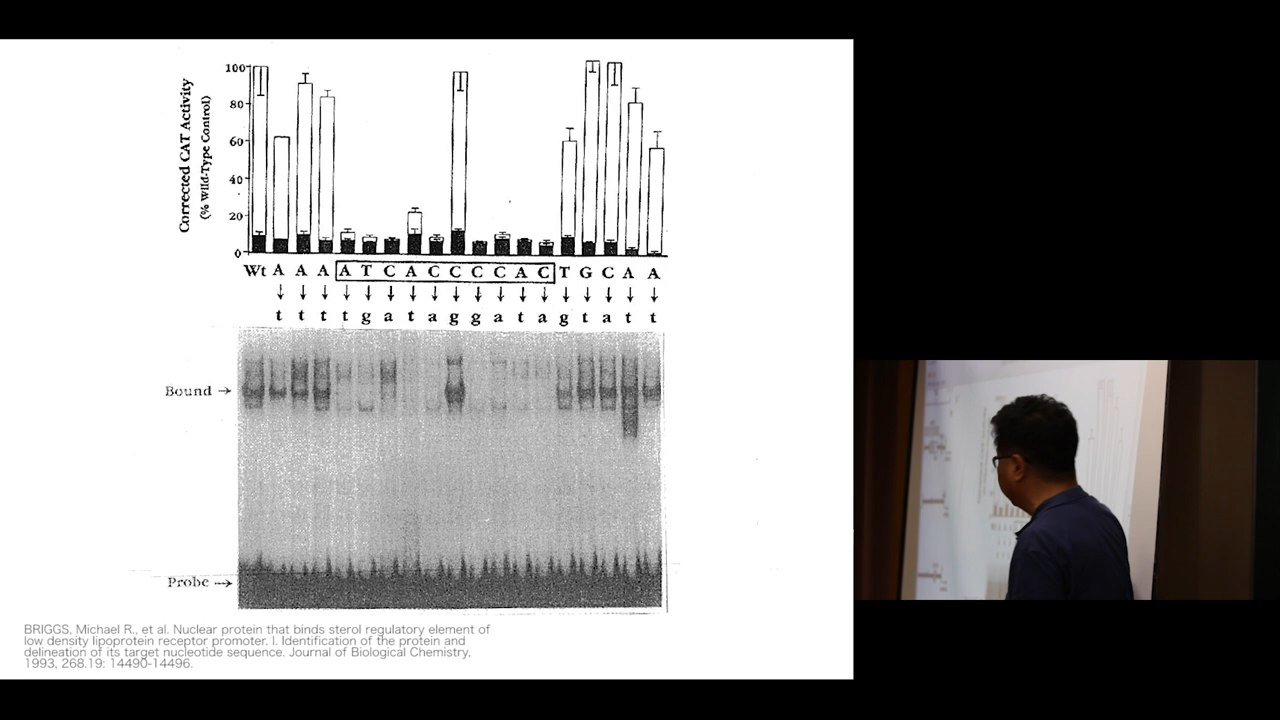 Corrected CAT Activity
(% Wild-Type Control)
100
80
60
40
20
0
Wt A A A A T C A C C C C A C T G C A A
t t t t g a t a g g a t a g t a t t
Bound →
Probe →
BRIGGS, Michael R., et al. Nuclear protein that binds sterol regulatory element of
low density lipoprotein receptor promoter. I. Identification of the protein and
delineation of its target nucleotide sequence. Journal of Biological Chemistry,
1993, 268.19: 14490-14496.